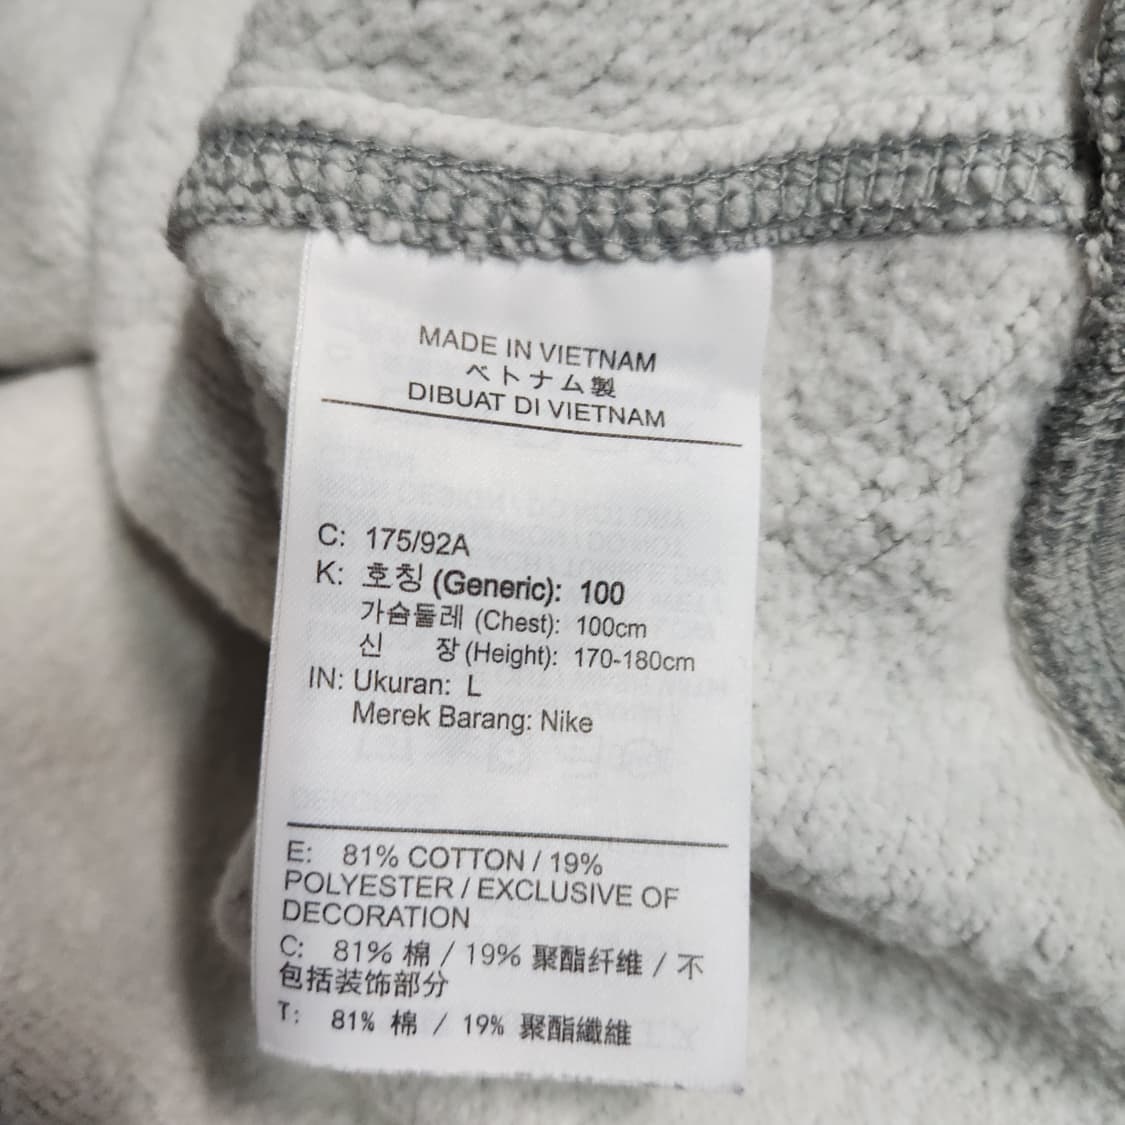 MADE IN VIETNAM
ベトナム製
DIBUAT DI VIETNAM
C: 175/92A
K: 호칭 (Generic): 100
가슴둘레 (Chest): 100cm
신 장 (Height): 170-180cm
IN: Ukuran: L
Merek Barang: Nike
E: 81% COTTON / 19%
POLYESTER / EXCLUSIVE OF
DECORATION
C: 81% 棉 / 19% 聚酯纤维 / 不
包括装饰部分
T: 81% 棉 / 19% 聚酯纖維